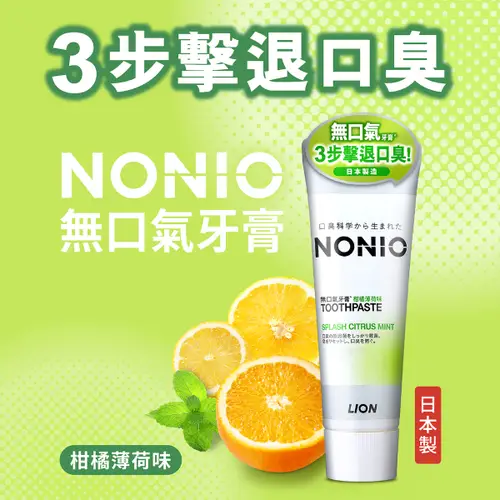 3步擊退口臭
NONIO
無口氣牙膏
無口氣牙膏
3步擊退口臭!
日本製造
口臭科学から生まれた
NONIO
無口氣牙膏 柑橘薄荷味
TOOTHPASTE
SPLASH CITRUS MINT
LION
日本製
柑橘薄荷味